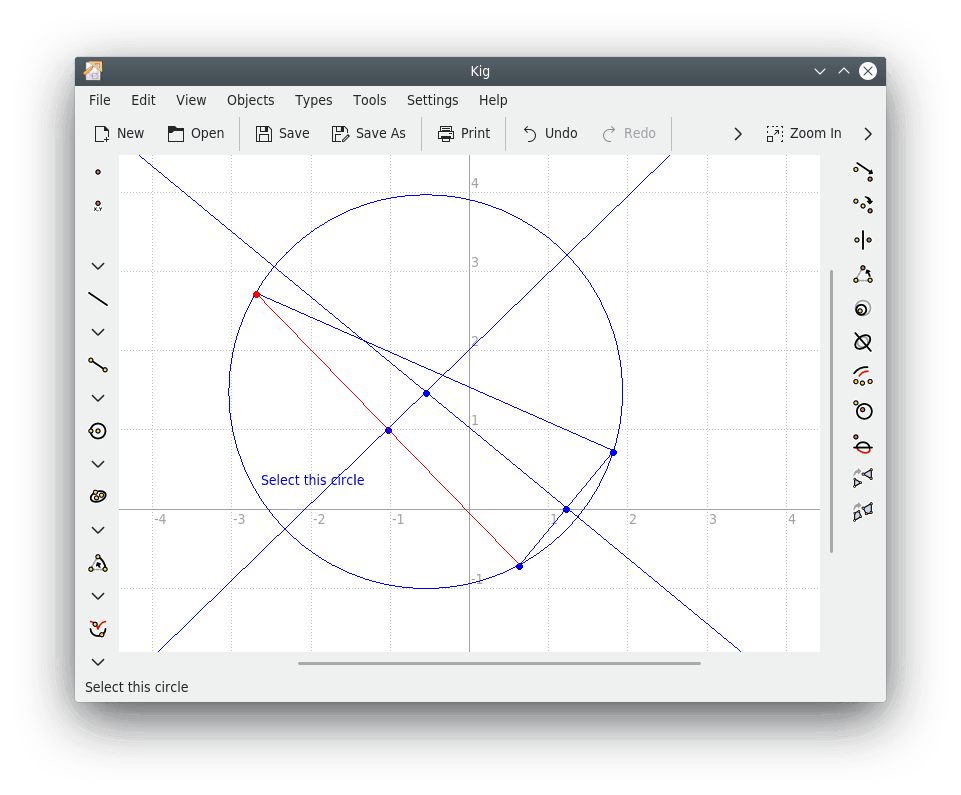 Kig
File Edit View Objects Types Tools Settings Help
New Open Save Save As Print Undo Redo Zoom In
X,Y
4
3
2
1
Select this circle
-4 -3 -2 -1 1 2 3 4
-1
Select this circle